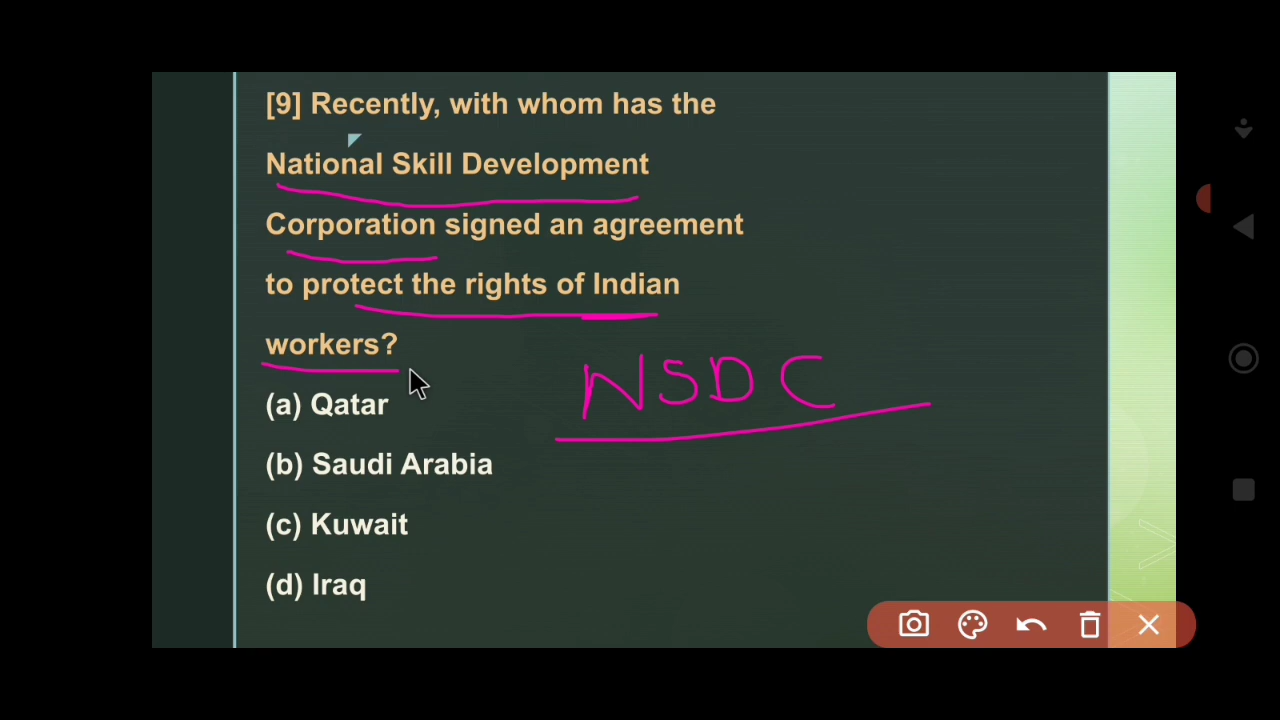 [9] Recently, with whom has the
National Skill Development
Corporation signed an agreement
to protect the rights of Indian
workers?
NSDC
(a) Qatar
(b) Saudi Arabia
(c) Kuwait
(d) Iraq